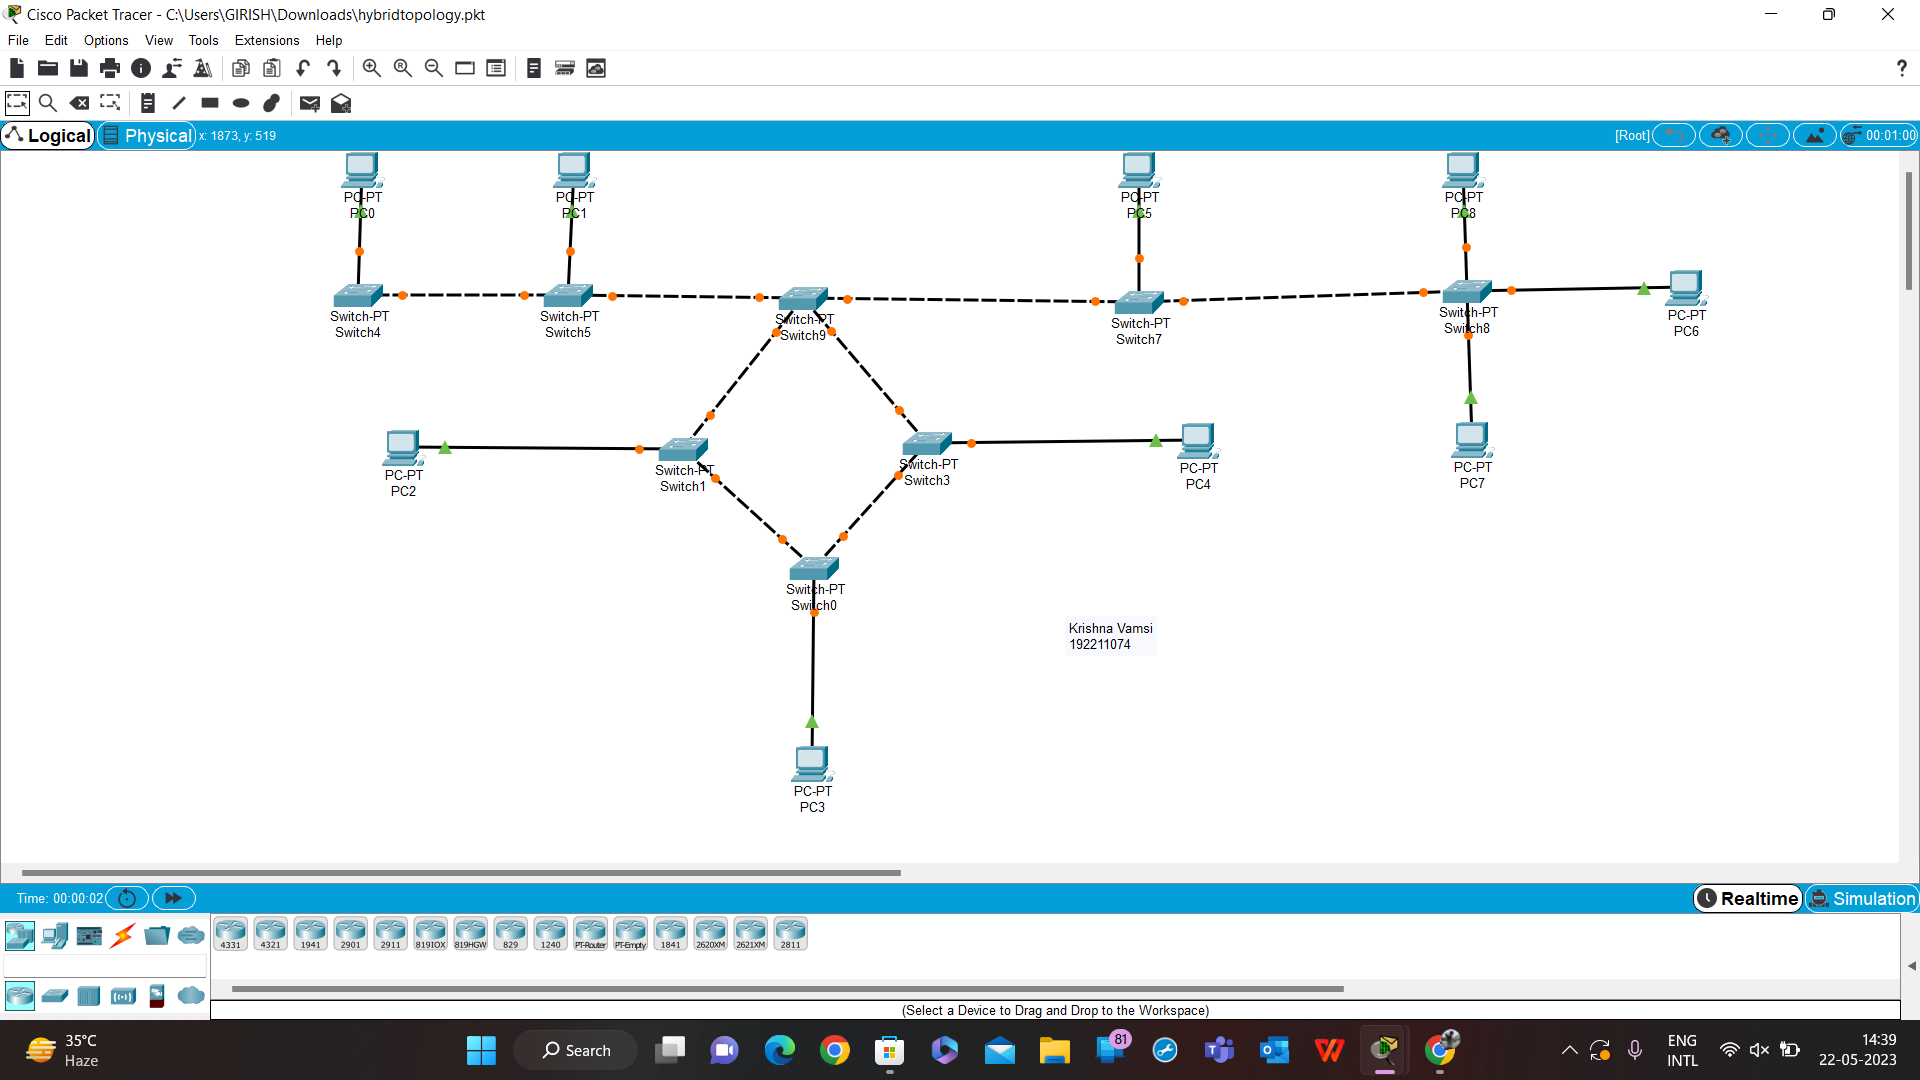 Cisco Packet Tracer - C:\Users\GIRISH\Downloads\hybridtopology.pkt
File Edit Options View Tools Extensions Help
Logical Physical x: 1873, y: 519 [Root] 00:01:00
PC-PT
PC0
PC-PT
PC1
PC-PT
PC5
PC-PT
PC8
Switch-PT
Switch4
Switch-PT
Switch5
Switch-PT
Switch9
Switch-PT
Switch7
Switch-PT
Switch8
PC-PT
PC6
PC-PT
PC2
Switch-PT
Switch1
Switch-PT
Switch3
PC-PT
PC4
PC-PT
PC7
Switch-PT
Switch0
Krishna Vamsi
192211074
PC-PT
PC3
Time: 00:00:02 Realtime Simulation
4331 4321 1941 2901 2911 819IOX 819HGW 829 1240 PT-Router PT-Empty 1841 2620XM 2621XM 2811
(Select a Device to Drag and Drop to the Workspace)
35°C
Haze
Search
81
ENG
INTL
14:39
22-05-2023